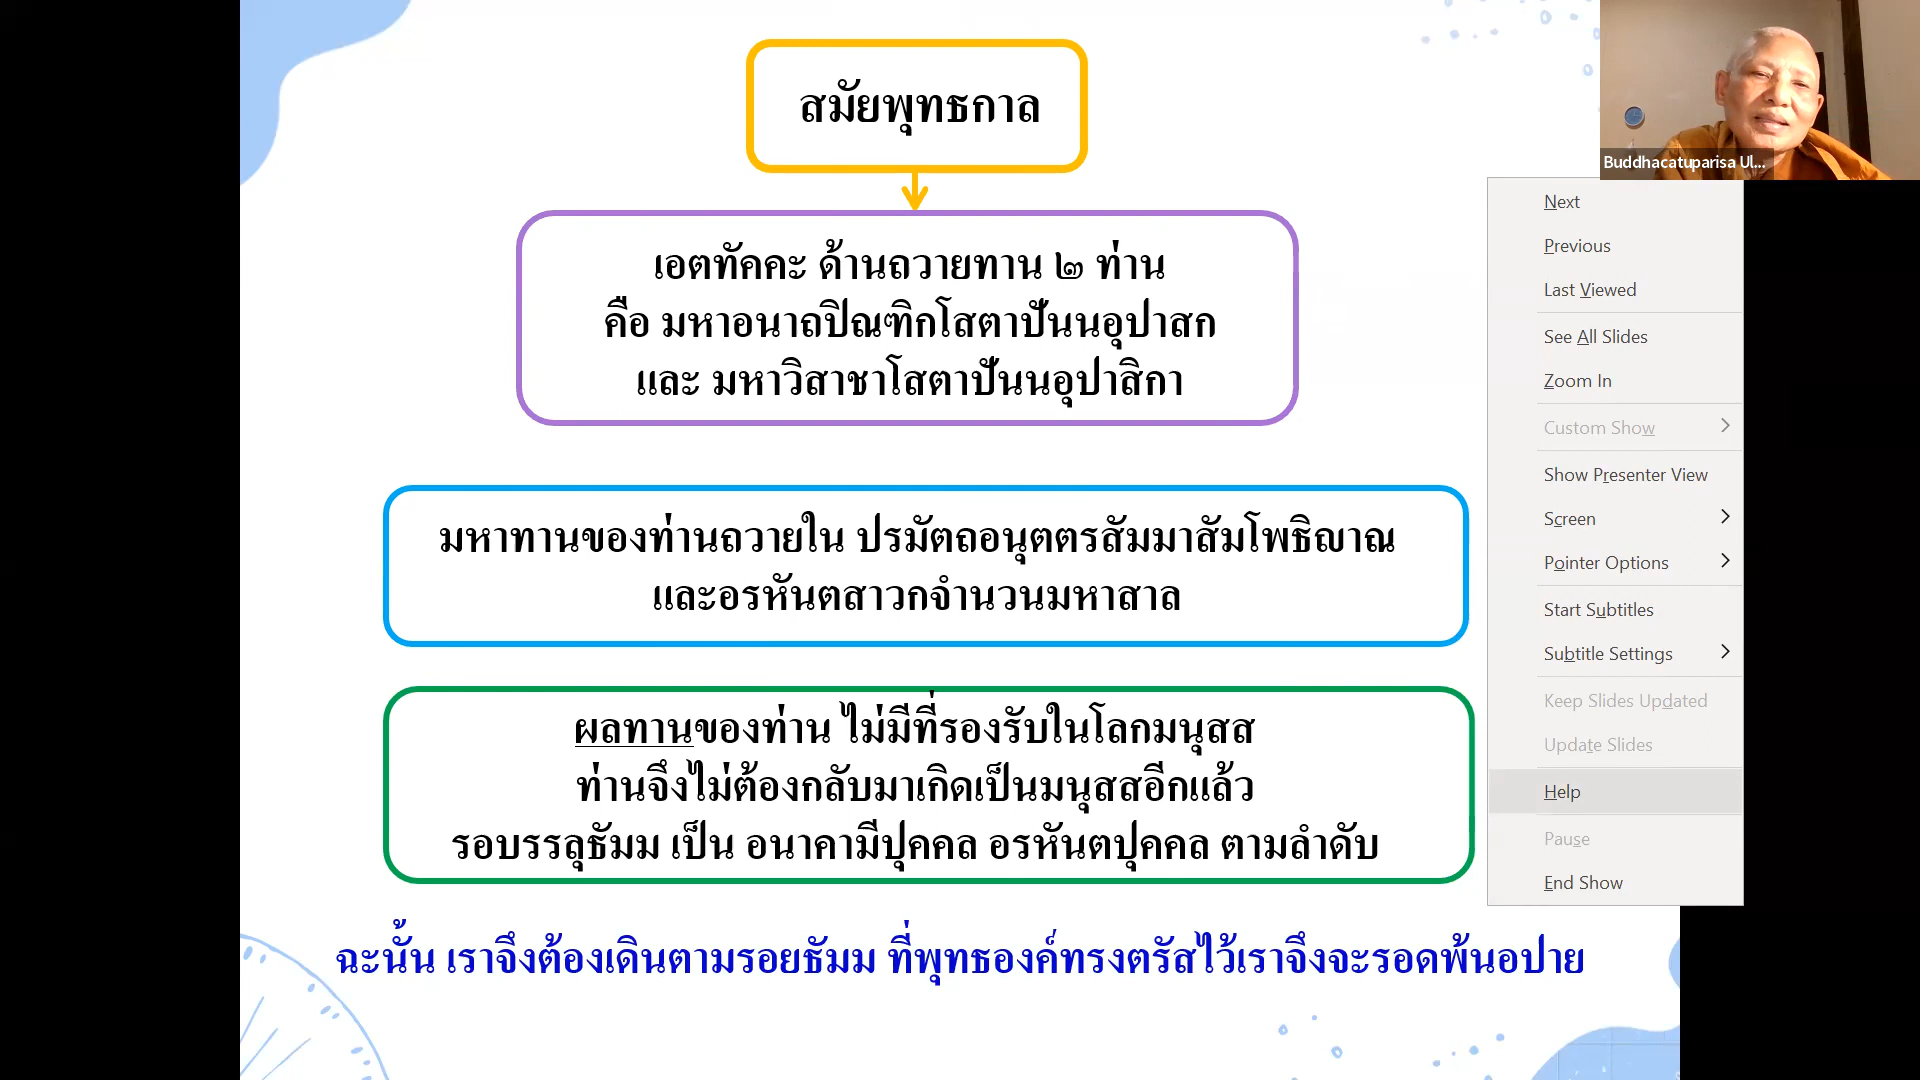 สมัยพุทธกาล
เอตทัคคะ ด้านถวายทาน ๒ ท่าน
คือ มหาอนาถปิณฑิกโสตาปันนอุปาสก
และ มหาวิสาชาโสตาปันนอุปาสิกา
มหาทานของท่านถวายใน ปรมัตถอนุตตรสัมมาสัมโพธิญาณ
และอรหันตสาวกจำนวนมหาสาล
ผลทานของท่าน ไม่มีที่รองรับในโลกมนุสส
ท่านจึงไม่ต้องกลับมาเกิดเป็นมนุสสอีกแล้ว
รอบรรลุธัมม เป็น อนาคามีปุคคล อรหันตปุคคล ตามลำดับ
ฉะนั้น เราจึงต้องเดินตามรอยธัมม ที่พุทธองค์ทรงตรัสไว้เราจึงจะรอดพ้นอปาย
Buddhacatuparisa Ul...
Next
Previous
Last Viewed
See All Slides
Zoom In
Custom Show
Show Presenter View
Screen
Pointer Options
Start Subtitles
Subtitle Settings
Keep Slides Updated
Update Slides
Help
Pause
End Show